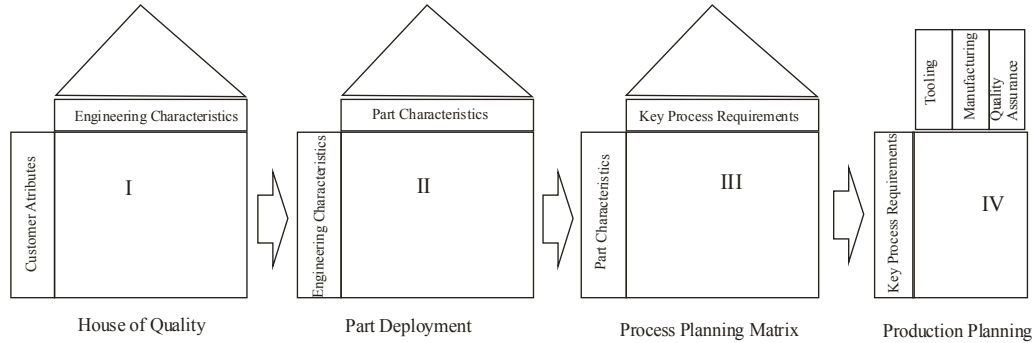 Engineering Characteristics
Customer Atributes
I
House of Quality
Part Characteristics
Engineering Characteristics
II
Part Deployment
Key Process Requirements
Part Characteristics
III
Process Planning Matrix
Tooling
Manufacturing
Quality
Assurance
Key Process Requirements
IV
Production Planning